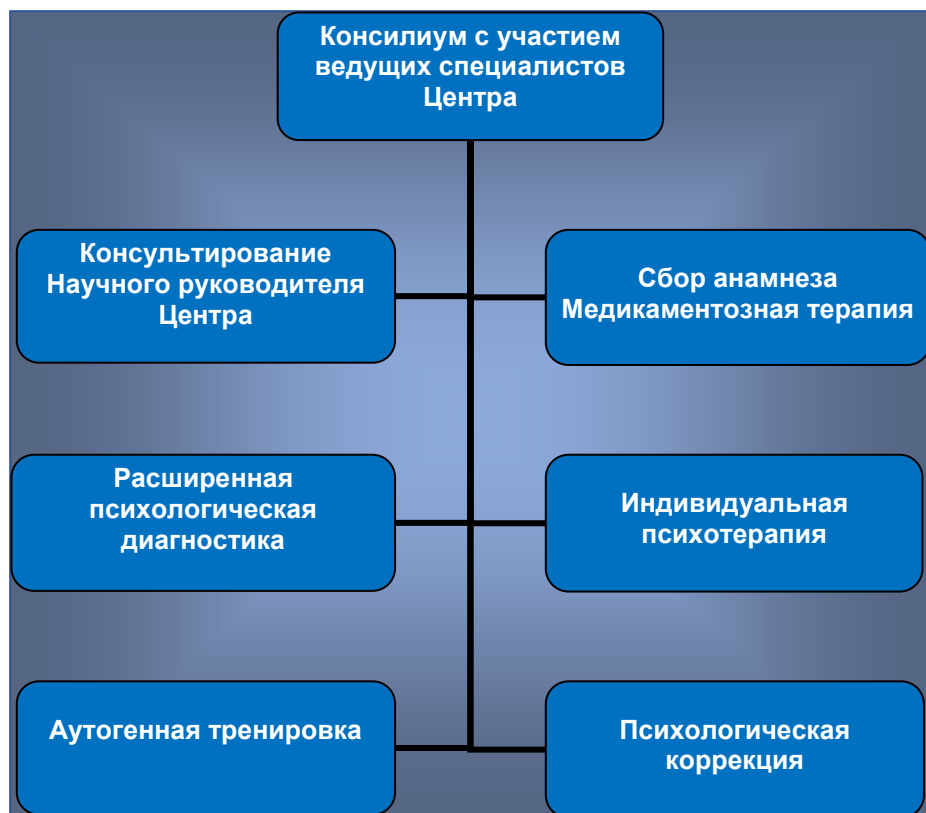 Консилиум с участием
ведущих специалистов
Центра
Консультирование
Научного руководителя
Центра
Сбор анамнеза
Медикаментозная терапия
Расширенная
психологическая
диагностика
Индивидуальная
психотерапия
Аутогенная тренировка
Психологическая
коррекция